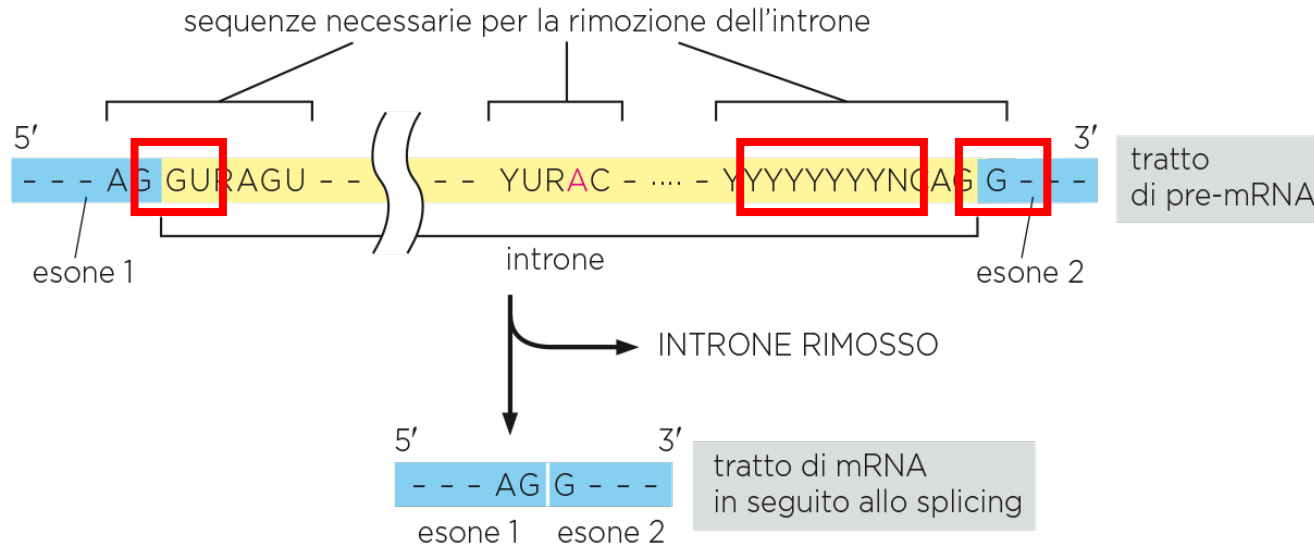 sequenze necessarie per la rimozione dell'introne
5′ 3′
- - - AG GURAGU - - - - YURAC - ···· - YYYYYYYYNCAG G - - -
tratto
di pre-mRNA
esone 1 introne esone 2
INTRONE RIMOSSO
5′ 3′
- - - AG G - - -
tratto di mRNA
in seguito allo splicing
esone 1 esone 2